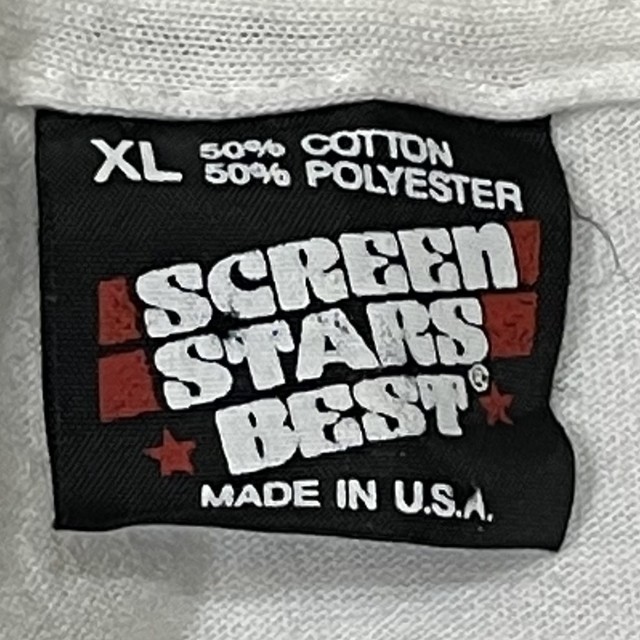 XL 50% COTTON
50% POLYESTER
SCREEN
STARS
BEST®
MADE IN U.S.A.